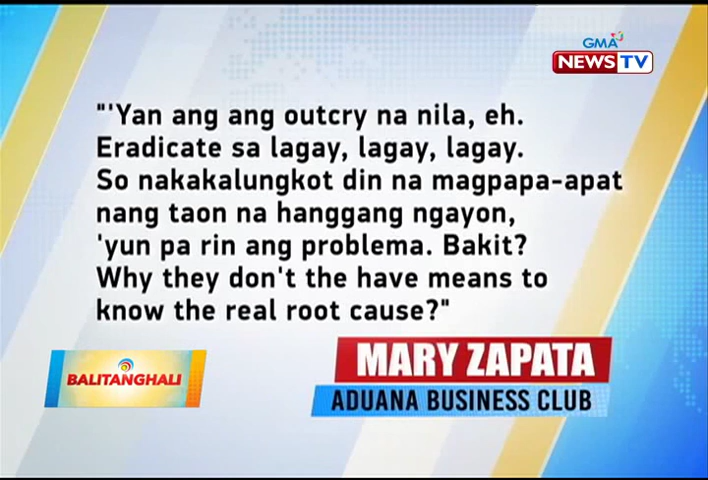 GMA
NEWS TV
"'Yan ang ang outcry na nila, eh.
Eradicate sa lagay, lagay, lagay.
So nakakalungkot din na magpapa-apat
nang taon na hanggang ngayon,
'yun pa rin ang problema. Bakit?
Why they don't the have means to
know the real root cause?"
MARY ZAPATA
BALITANGHALI
ADUANA BUSINESS CLUB